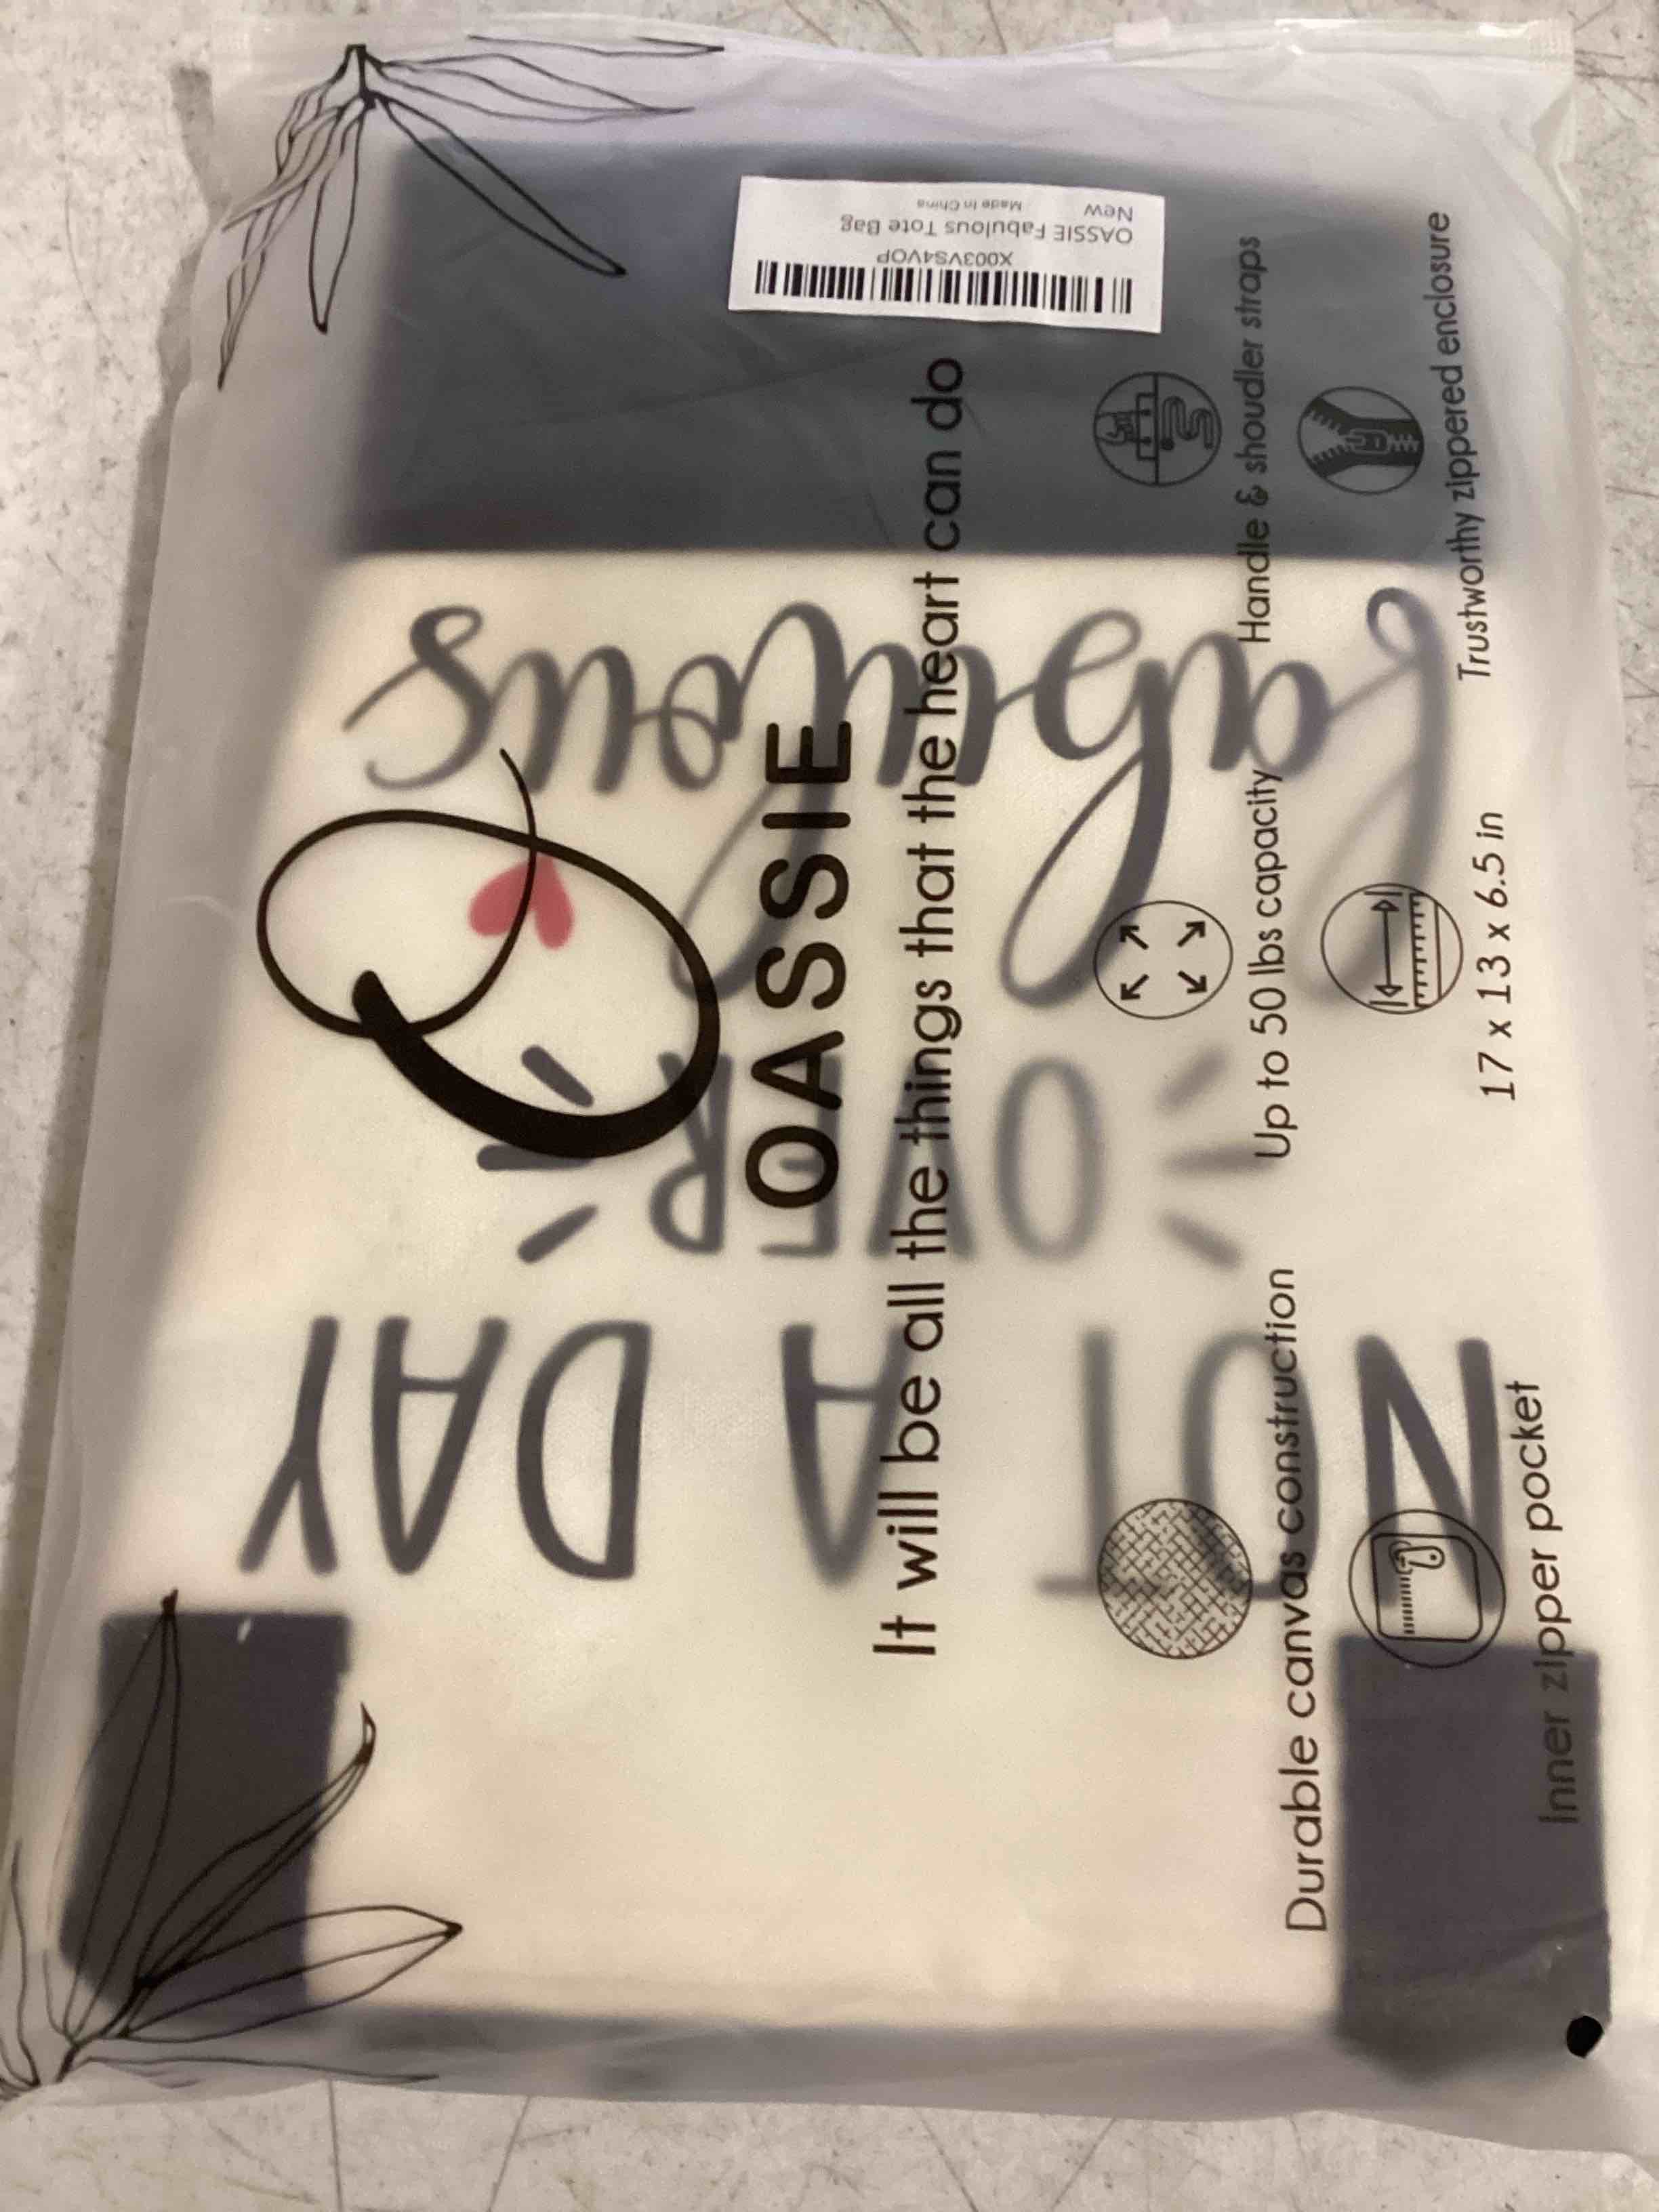 OASSIE
It will be all the things that the heart can do
Durable canvas construction
Up to 50 lbs capacity
Handle & shoudler straps
Inner zipper pocket
17 x 13 x 6.5 in
Trustworthy zippered enclosure
X003VS4VOP
OASSIE Fabulous Tote Bag
New
Made In China
NOT A DAY
OVER
fabulous